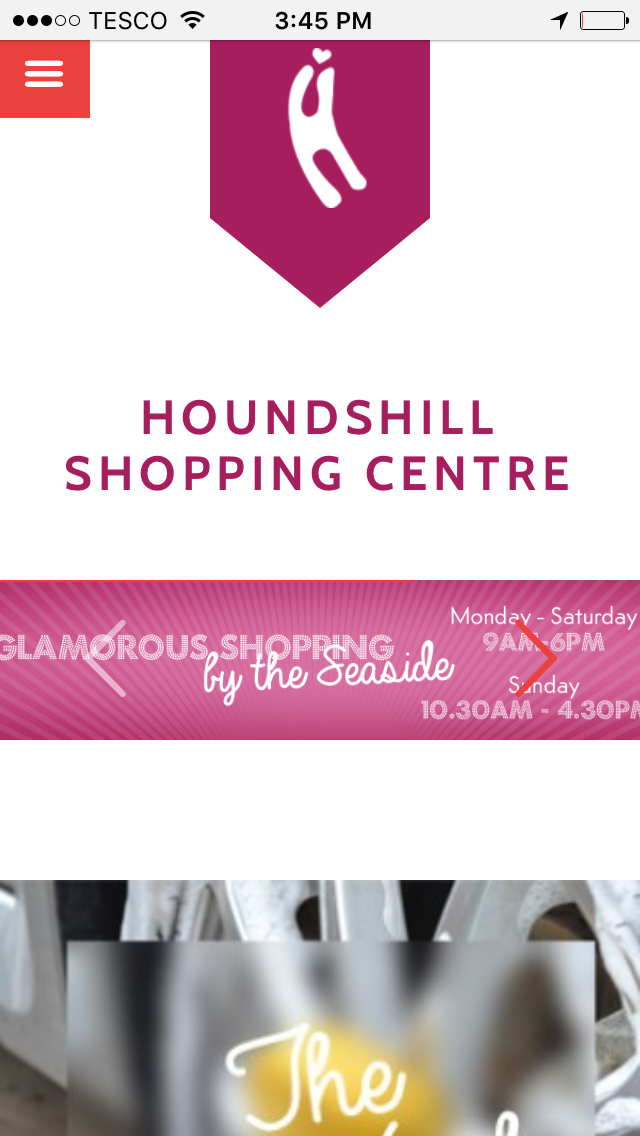 TESCO
3:45 PM
HOUNDSHILL
SHOPPING CENTRE
GLAMOROUS SHOPPING
by the Seaside
Monday - Saturday
9AM-6PM
Sunday
10.30AM - 4.30PM
The